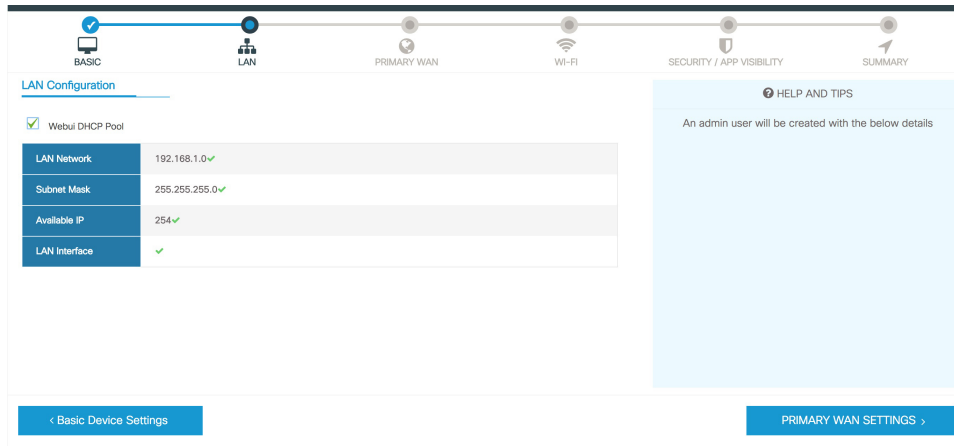 BASIC
LAN
PRIMARY WAN
WI-FI
SECURITY / APP VISIBILITY
SUMMARY
LAN Configuration
Webui DHCP Pool
LAN Network 192.168.1.0
Subnet Mask 255.255.255.0
Available IP 254
LAN Interface
HELP AND TIPS
An admin user will be created with the below details
< Basic Device Settings
PRIMARY WAN SETTINGS >